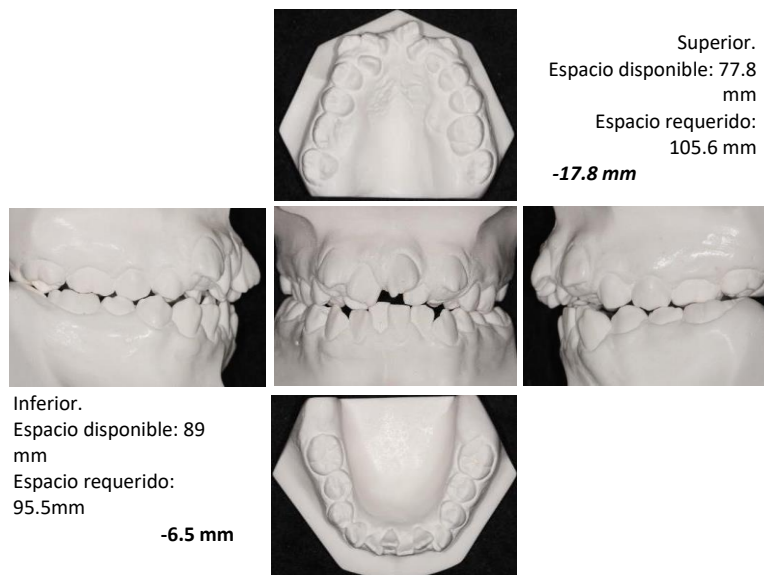 Superior.
Espacio disponible: 77.8
mm
Espacio requerido:
105.6 mm
-17.8 mm
Inferior.
Espacio disponible: 89
mm
Espacio requerido:
95.5mm
-6.5 mm